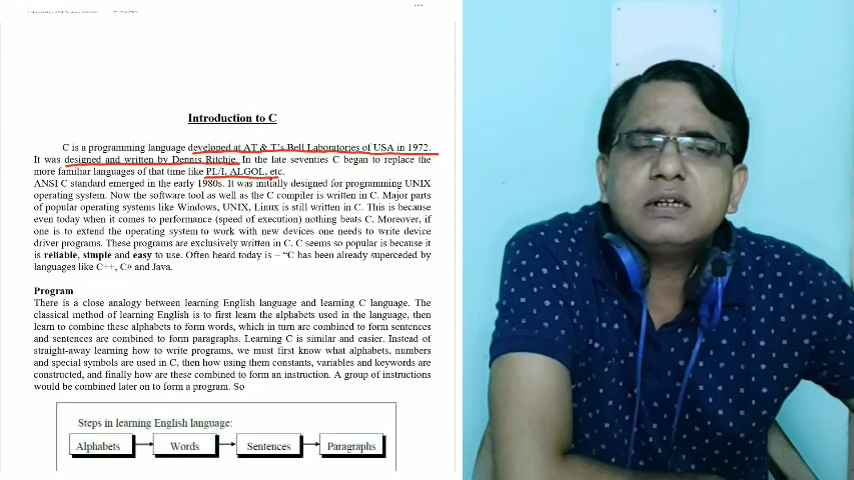 Introduction to C
C is a programming language developed at AT & T's Bell Laboratories of USA in 1972.
It was designed and written by Dennis Ritchie. In the late seventies C began to replace the
more familiar languages of that time like PL/I, ALGOL, etc.
ANSI C standard emerged in the early 1980s. It was initially designed for programming UNIX
operating system. Now the software tool as well as the C compiler is written in C. Major parts
of popular operating systems like Windows, UNIX, Linux is still written in C. This is because
even today when it comes to performance (speed of execution) nothing beats C. Moreover, if
one is to extend the operating system to work with new devices one needs to write device
driver programs. These programs are exclusively written in C. C seems so popular is because it
is reliable, simple and easy to use. Often heard today is – “C has been already superceded by
languages like C++, C# and Java.
Program
There is a close analogy between learning English language and learning C language. The
classical method of learning English is to first learn the alphabets used in the language, then
learn to combine these alphabets to form words, which in turn are combined to form sentences
and sentences are combined to form paragraphs. Learning C is similar and easier. Instead of
straight-away learning how to write programs, we must first know what alphabets, numbers
and special symbols are used in C, then how using them constants, variables and keywords are
constructed, and finally how are these combined to form an instruction. A group of instructions
would be combined later on to form a program. So
Steps in learning English language:
Alphabets Words Sentences Paragraphs